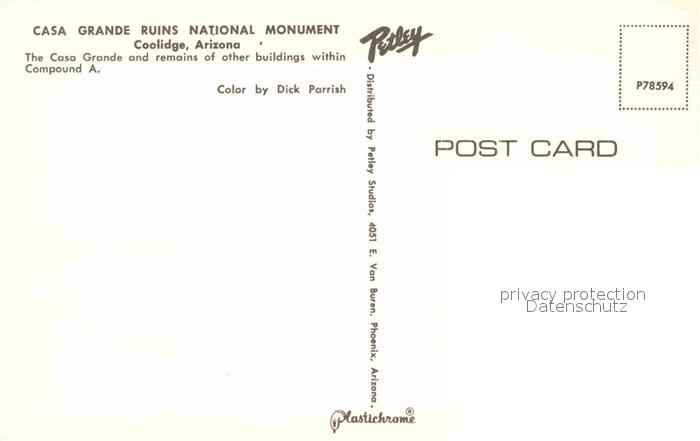 CASA GRANDE RUINS NATIONAL MONUMENT
Coolidge, Arizona
The Casa Grande and remains of other buildings within
Compound A.
Color by Dick Parrish
Petley
• Distributed by Petley Studios, 4051 E. Van Buren, Phoenix, Arizona •
Plastichrome®
P78594
POST CARD
privacy protection
Datenschutz